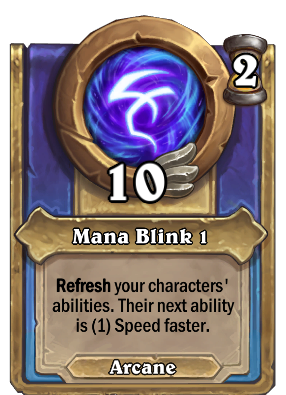 2
10
Mana Blink 1
Refresh your characters'
abilities. Their next ability
is (1) Speed faster.
Arcane